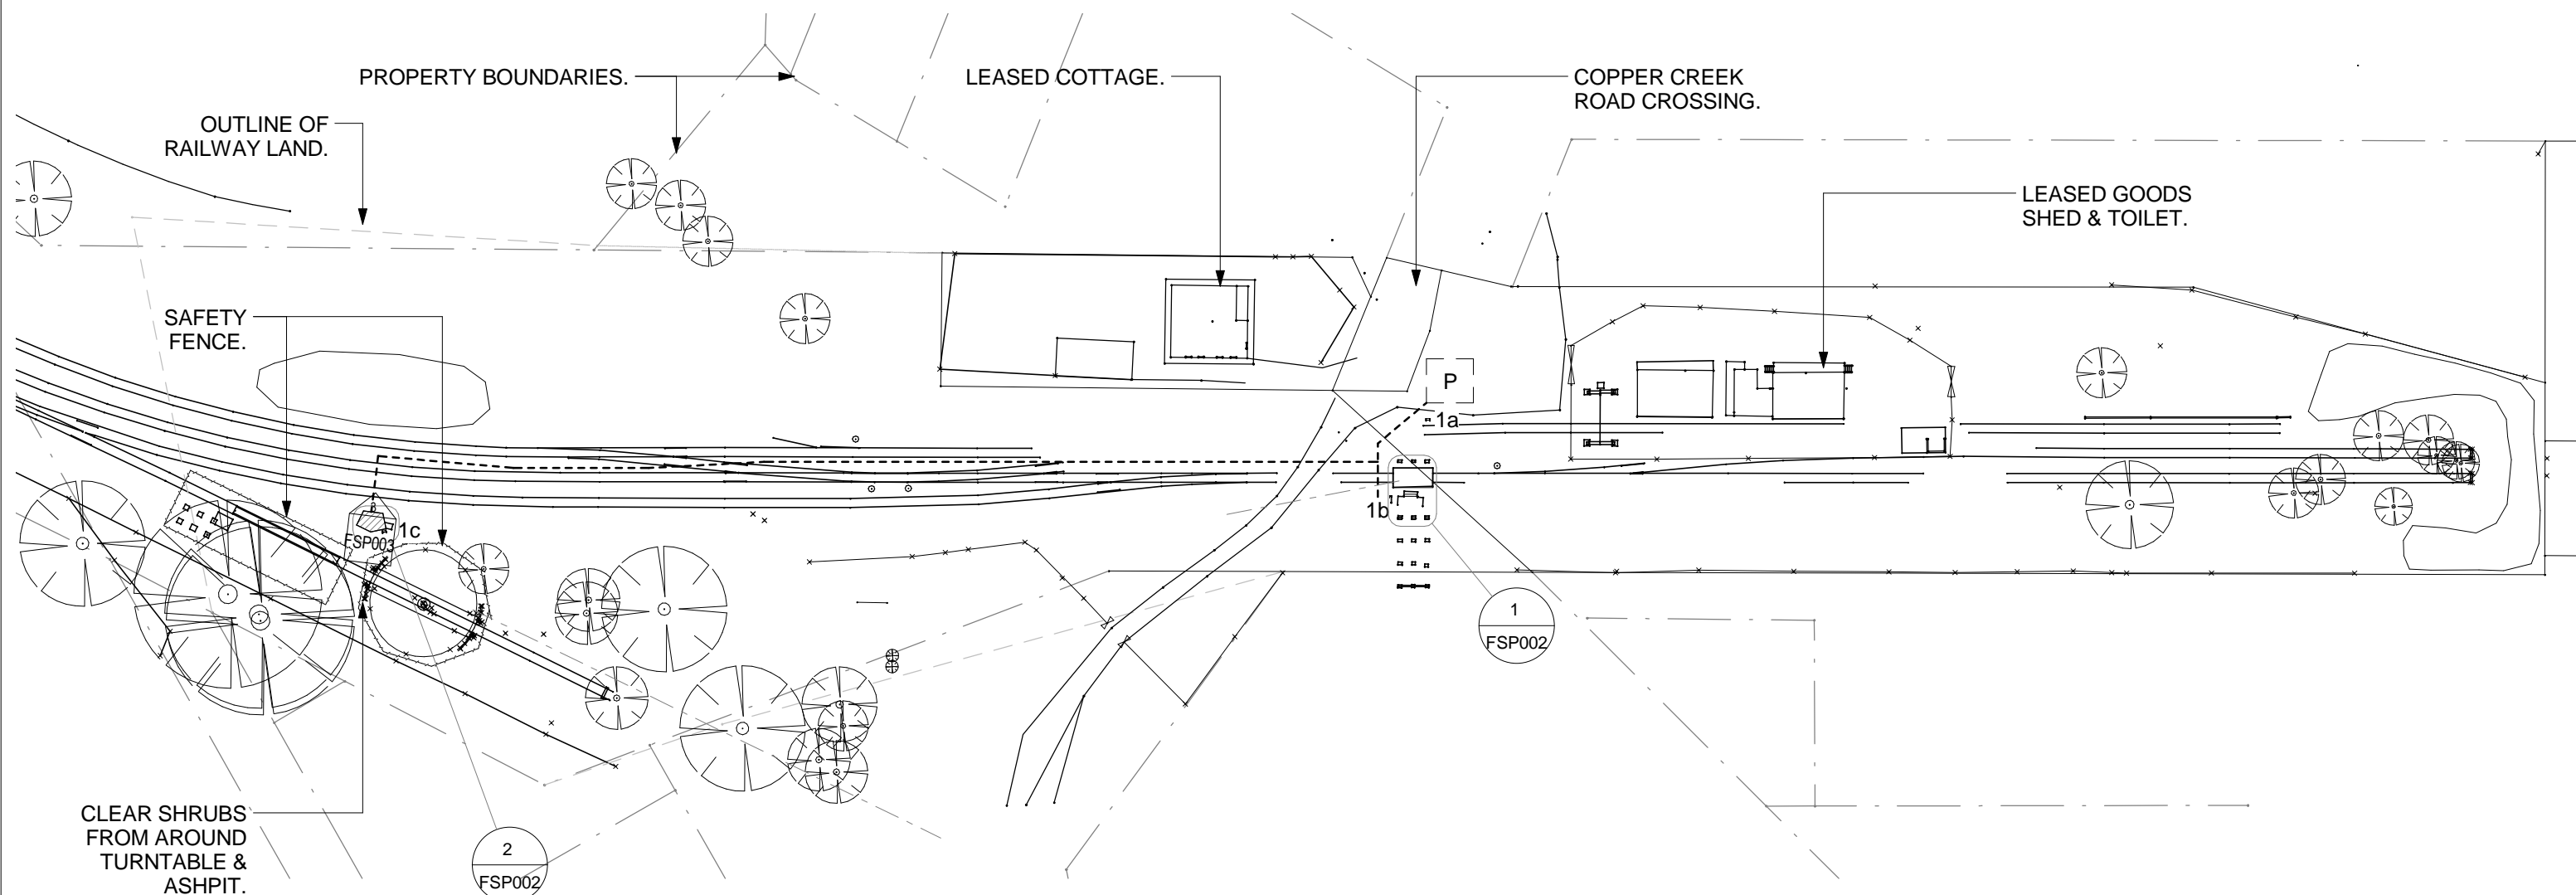 PROPERTY BOUNDARIES.
LEASED COTTAGE.
COPPER CREEK
ROAD CROSSING.
OUTLINE OF
RAILWAY LAND.
LEASED GOODS
SHED & TOILET.
SAFETY
FENCE.
P
1a
1b
1c
FSP003
1
FSP002
CLEAR SHRUBS
FROM AROUND
TURNTABLE &
ASHPIT.
2
FSP002